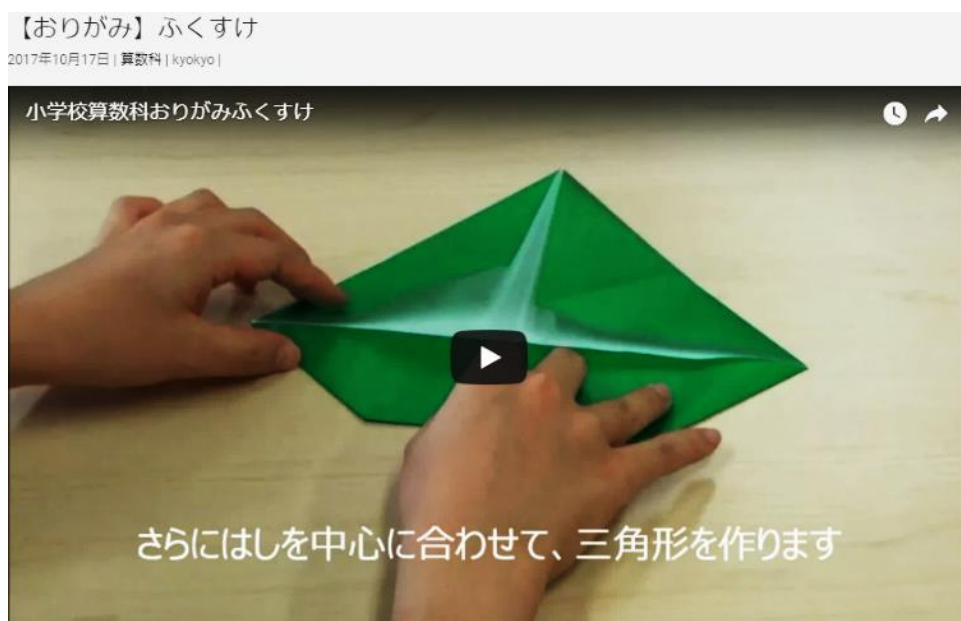 【おりがみ】ふくすけ
2017年10月17日 | 算数科 | kyokyo |
小学校算数科おりがみふくすけ
さらにはしを中心に合わせて、三角形を作ります